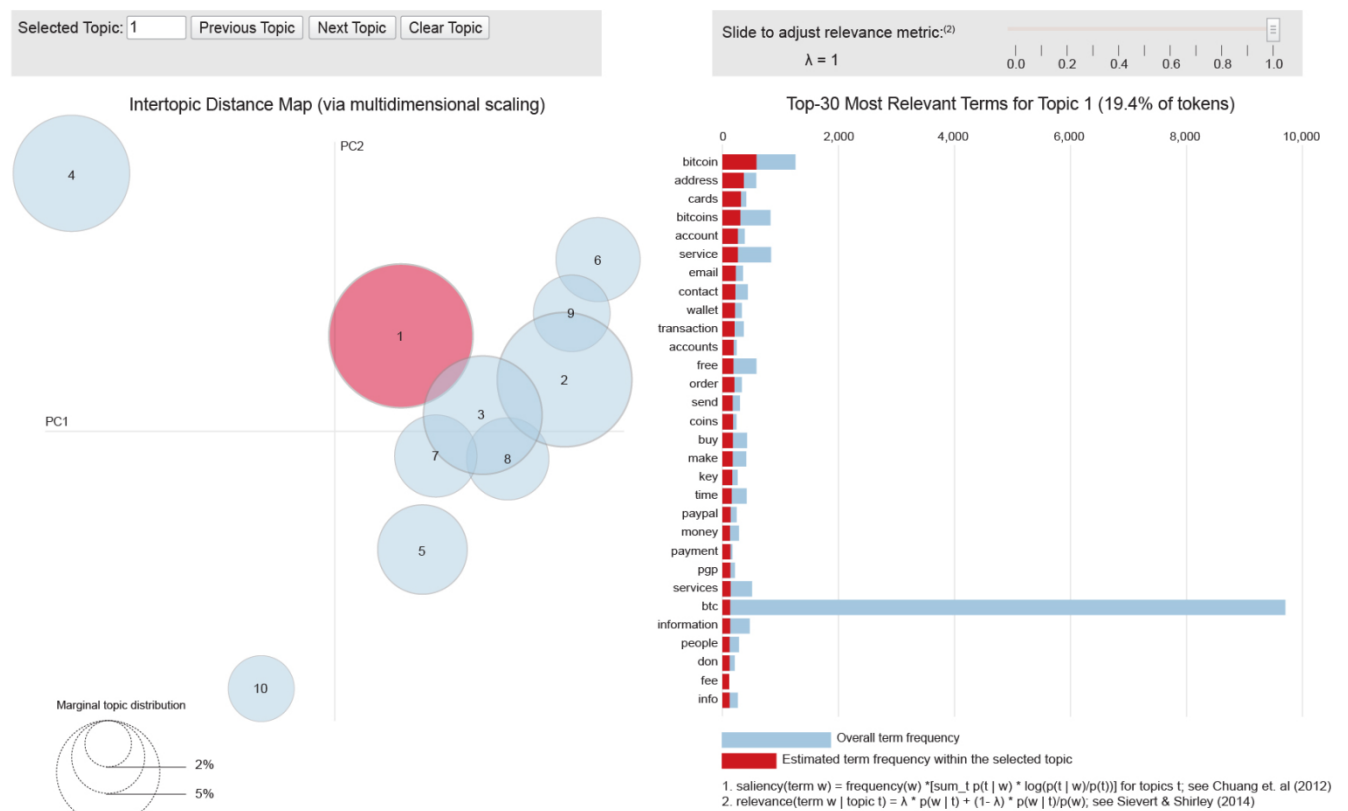 Selected Topic: 1 Previous Topic Next Topic Clear Topic
Slide to adjust relevance metric:(2)
λ = 1
0.0 0.2 0.4 0.6 0.8 1.0
Intertopic Distance Map (via multidimensional scaling)
PC2
PC1
4
6
9
1
2
3
7
8
5
10
Marginal topic distribution
2%
5%
Top-30 Most Relevant Terms for Topic 1 (19.4% of tokens)
0 2,000 4,000 6,000 8,000 10,000
bitcoin
address
cards
bitcoins
account
service
email
contact
wallet
transaction
accounts
free
order
send
coins
buy
make
key
time
paypal
money
payment
pgp
services
btc
information
people
don
fee
info
Overall term frequency
Estimated term frequency within the selected topic
1. saliency(term w) = frequency(w) *[sum_t p(t | w) * log(p(t | w)/p(t))] for topics t; see Chuang et. al (2012)
2. relevance(term w | topic t) = λ * p(w | t) + (1- λ) * p(w | t)/p(w); see Sievert & Shirley (2014)